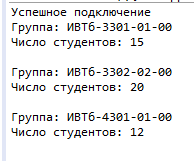 Успешное подключение
Группа: ИВТб-3301-01-00
Число студентов: 15
Группа: ИВТб-3302-02-00
Число студентов: 20
Группа: ИВТб-4301-01-00
Число студентов: 12